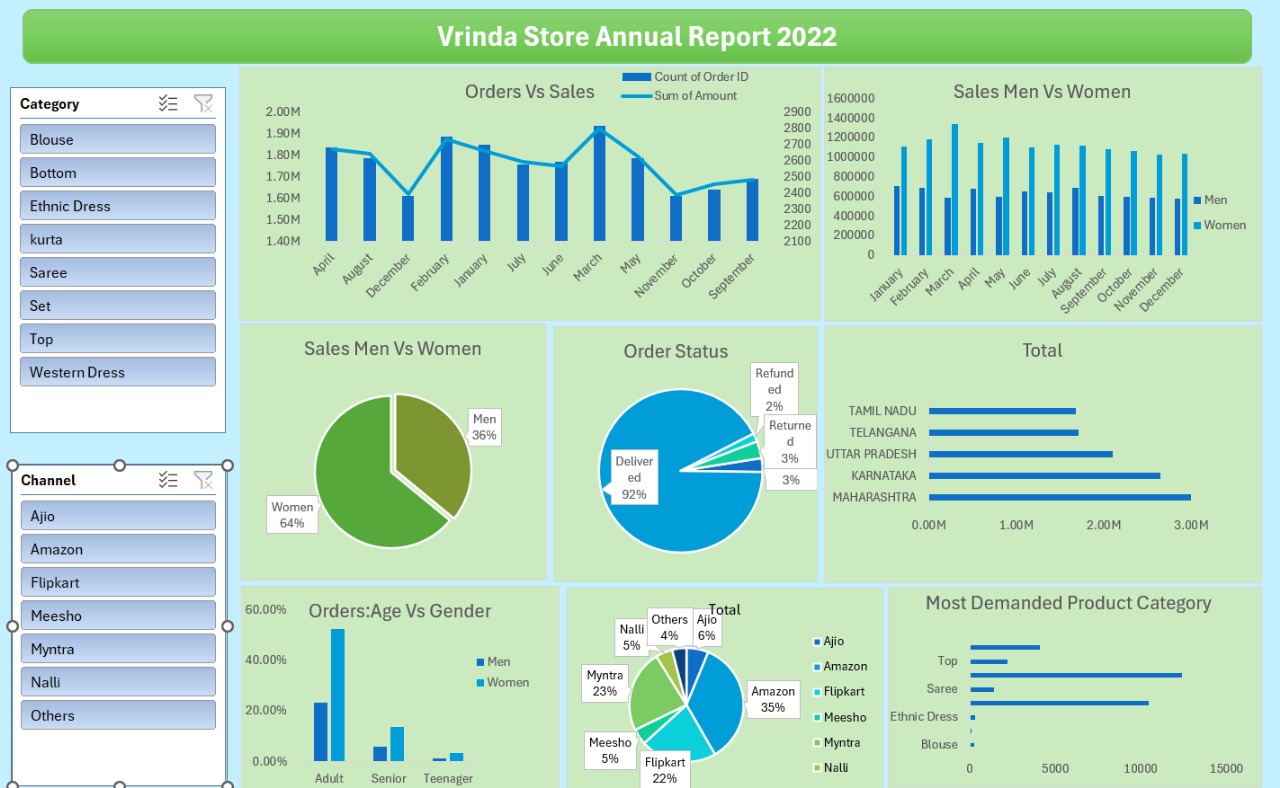 Vrinda Store Annual Report 2022
Category
Blouse
Bottom
Ethnic Dress
kurta
Saree
Set
Top
Western Dress
Channel
Ajio
Amazon
Flipkart
Meesho
Myntra
Nalli
Others
Orders Vs Sales
Count of Order ID
Sum of Amount
2.00M
1.90M
1.80M
1.70M
1.60M
1.50M
1.40M
2900
2800
2700
2600
2500
2400
2300
2200
2100
April
August
December
February
January
July
June
March
May
November
October
September
Sales Men Vs Women
1600000
1400000
1200000
1000000
800000
600000
400000
200000
0
January
February
March
April
May
June
July
August
September
October
November
December
Men
Women
Sales Men Vs Women
Men
36%
Women
64%
Order Status
Refund
ed
2%
Returne
d
3%
3%
Deliver
ed
92%
Total
TAMIL NADU
TELANGANA
UTTAR PRADESH
KARNATAKA
MAHARASHTRA
0.00M
1.00M
2.00M
3.00M
Orders:Age Vs Gender
60.00%
40.00%
20.00%
0.00%
Adult
Senior
Teenager
Men
Women
Total
Ajio
6%
Others
4%
Nalli
5%
Myntra
23%
Amazon
35%
Meesho
5%
Flipkart
22%
Ajio
Amazon
Flipkart
Meesho
Myntra
Nalli
Most Demanded Product Category
Top
Saree
Ethnic Dress
Blouse
0
5000
10000
15000